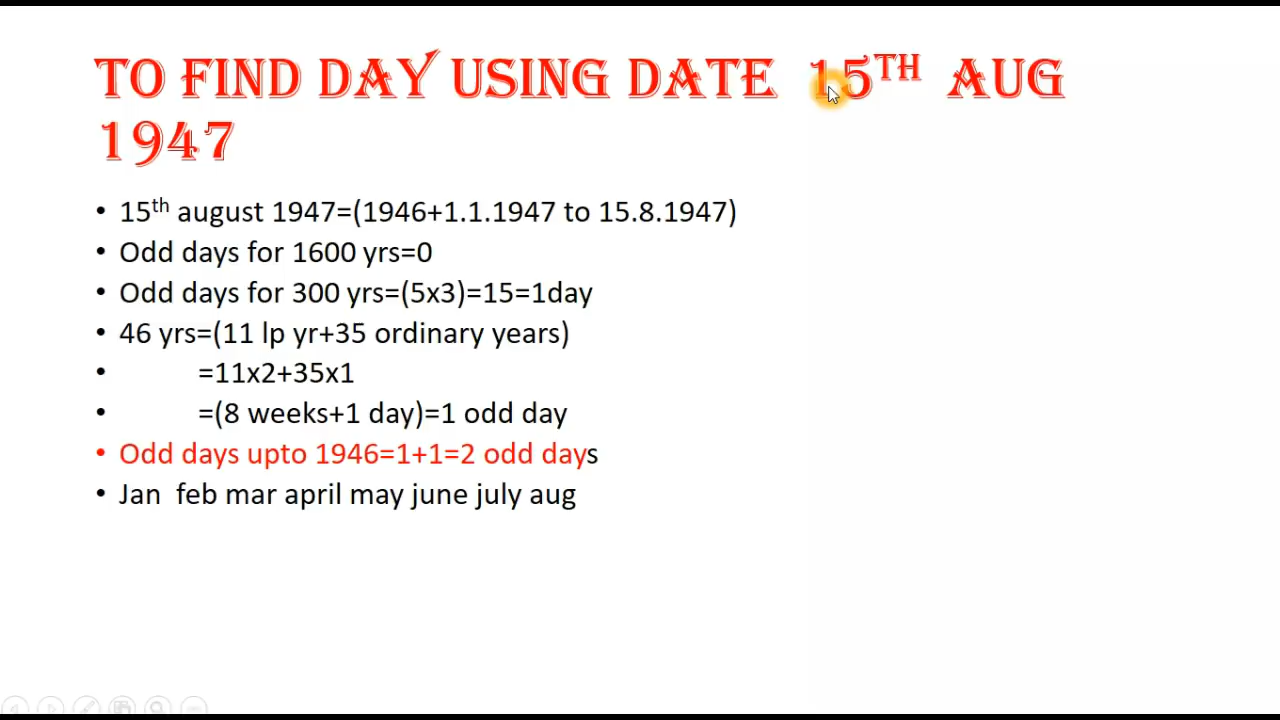 TO FIND DAY USING DATE 15TH AUG
1947
• 15th august 1947=(1946+1.1.1947 to 15.8.1947)
• Odd days for 1600 yrs=0
• Odd days for 300 yrs=(5x3)=15=1day
• 46 yrs=(11 lp yr+35 ordinary years)
• =11x2+35x1
• =(8 weeks+1 day)=1 odd day
• Odd days upto 1946=1+1=2 odd days
• Jan feb mar april may june july aug